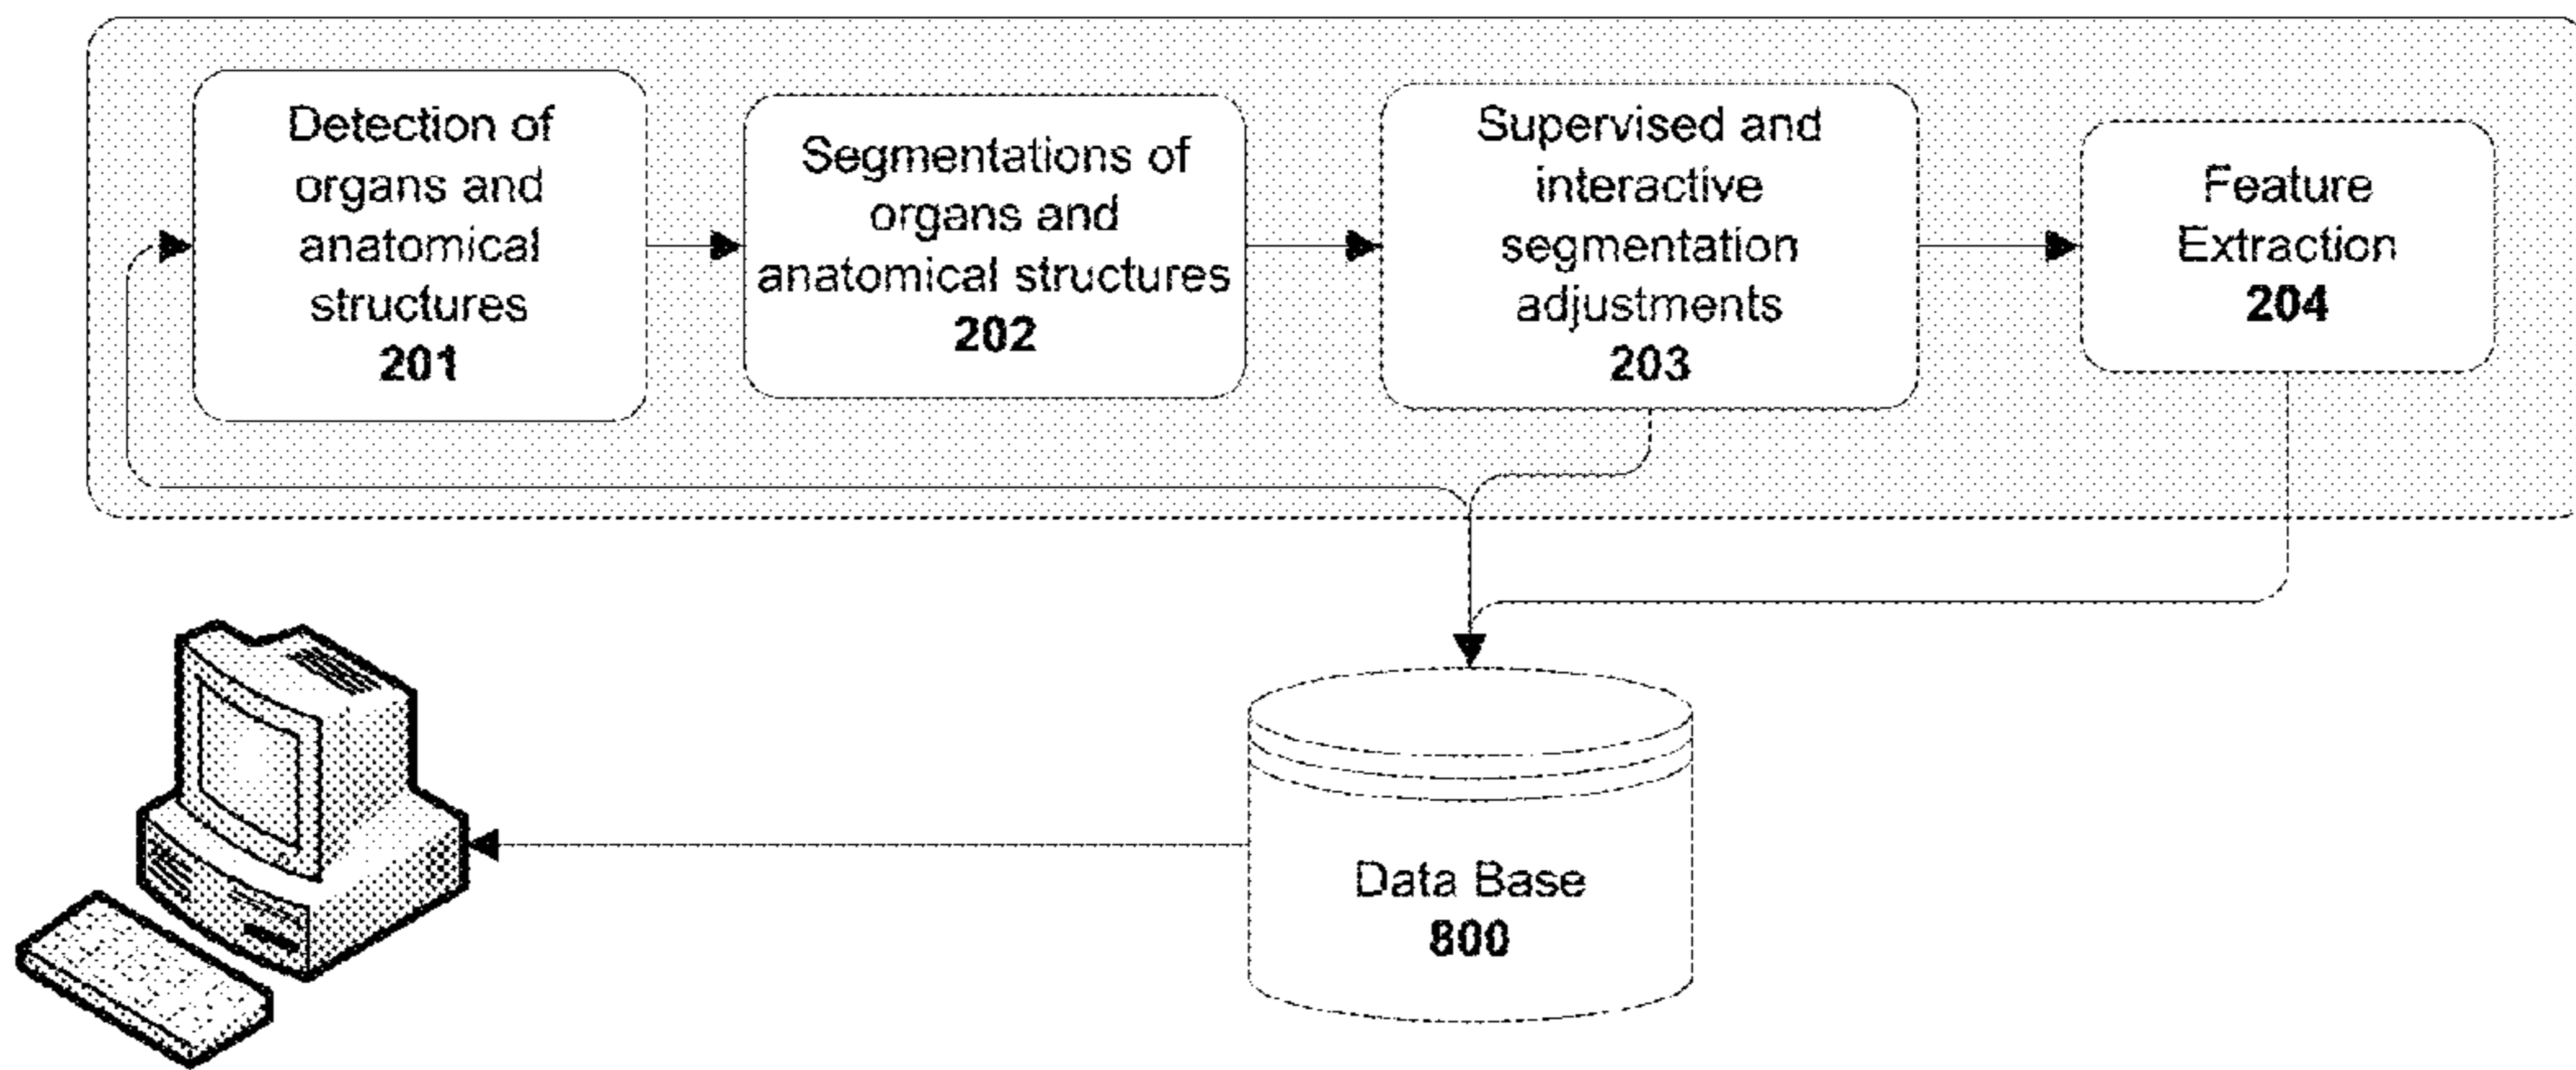 Detection of
organs and
anatomical
structures
201
Segmentations of
organs and
anatomical structures
202
Supervised and
interactive
segmentation
adjustments
203
Feature
Extraction
204
Data Base
800